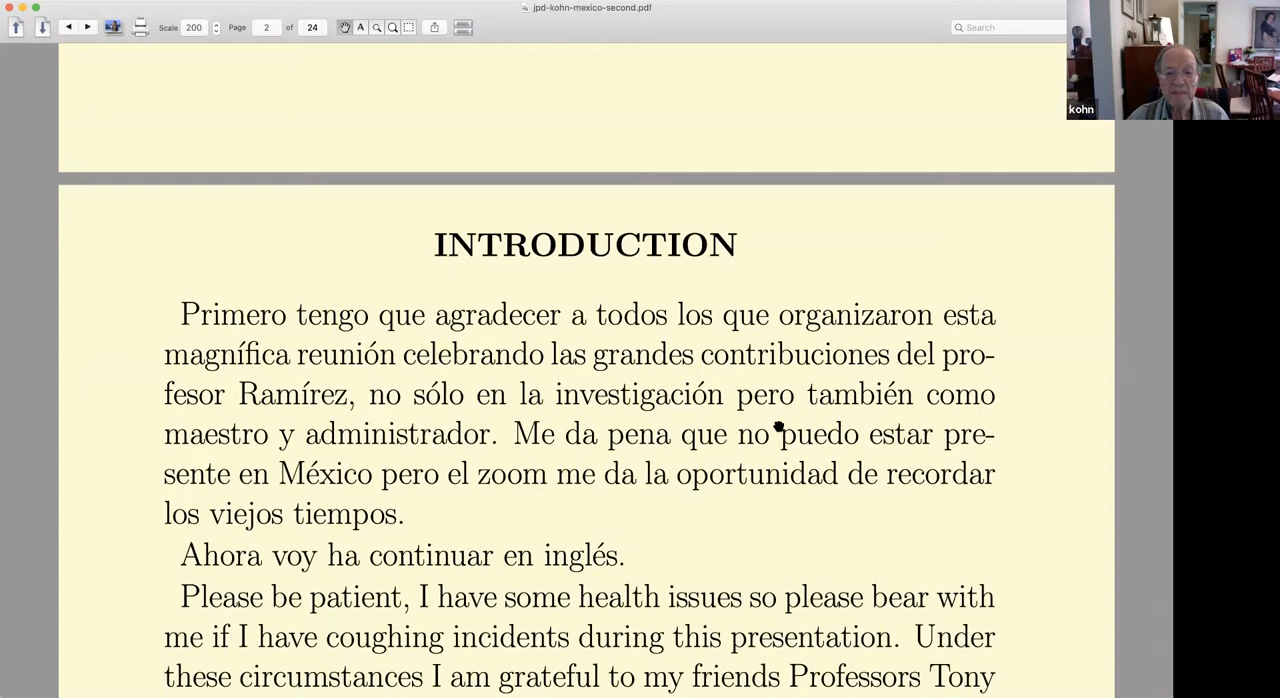 jpd-kohn-mexico-second.pdf
Scale 200 Page 2 of 24 A Search
kohn
INTRODUCTION
Primero tengo que agradecer a todos los que organizaron esta
magnífica reunión celebrando las grandes contribuciones del pro-
fesor Ramírez, no sólo en la investigación pero también como
maestro y administrador. Me da pena que no puedo estar pre-
sente en México pero el zoom me da la oportunidad de recordar
los viejos tiempos.
Ahora voy ha continuar en inglés.
Please be patient, I have some health issues so please bear with
me if I have coughing incidents during this presentation. Under
these circumstances I am grateful to my friends Professors Tony